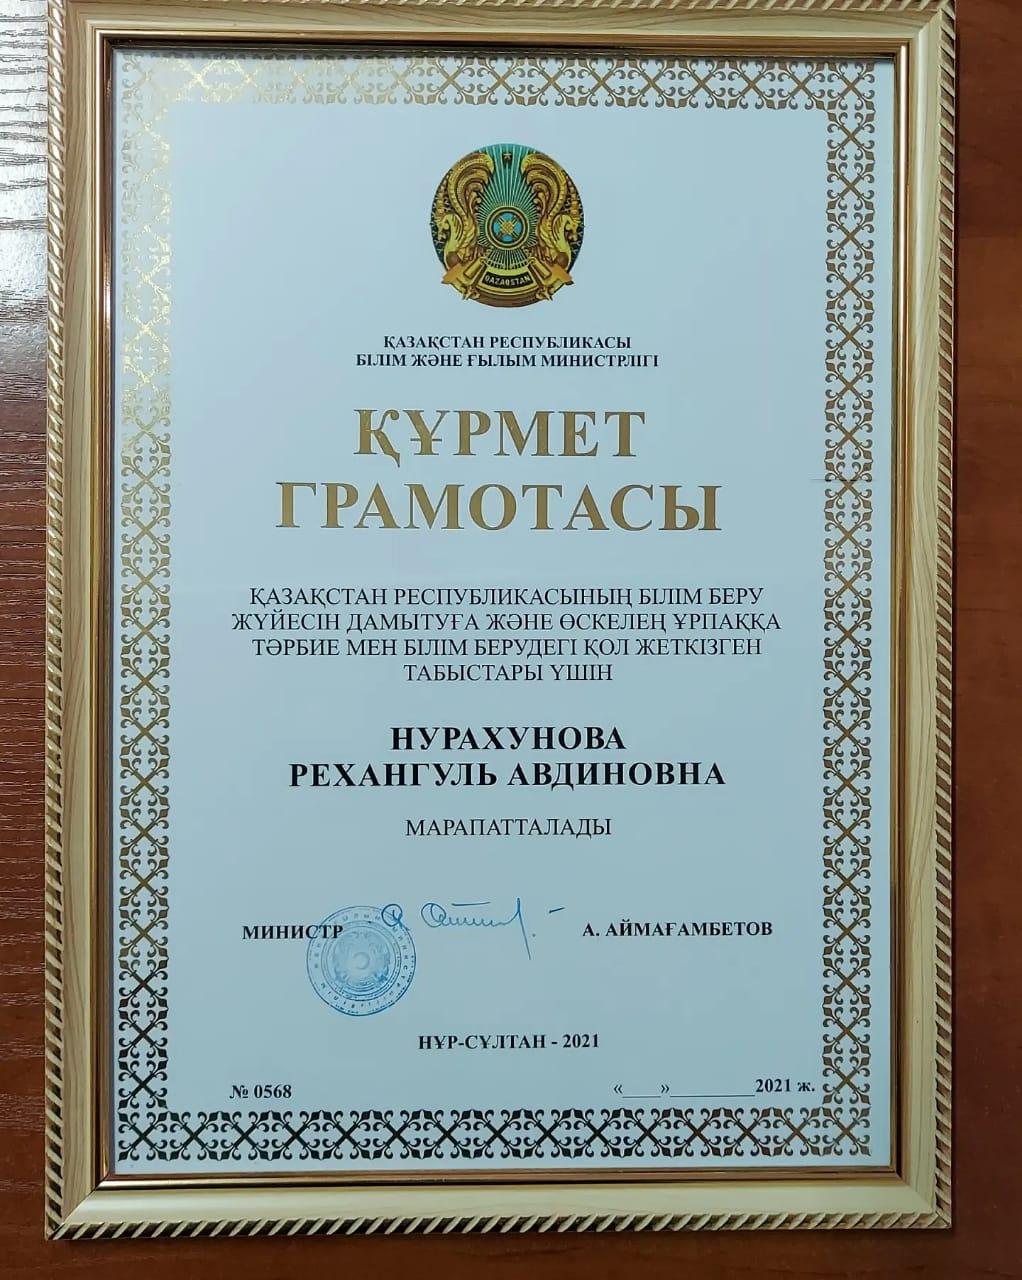 QAZAQSTAN
ҚАЗАҚСТАН РЕСПУБЛИКАСЫ
БІЛІМ ЖӘНЕ ҒЫЛЫМ МИНИСТРЛІГІ
ҚҰРМЕТ
ГРАМОТАСЫ
ҚАЗАҚСТАН РЕСПУБЛИКАСЫНЫҢ БІЛІМ БЕРУ
ЖҮЙЕСІН ДАМЫТУҒА ЖӘНЕ ӨСКЕЛЕҢ ҰРПАҚҚА
ТӘРБИЕ МЕН БІЛІМ БЕРУДЕГІ ҚОЛ ЖЕТКІЗГЕН
ТАБЫСТАРЫ ҮШІН
НУРАХУНОВА
РЕХАНГУЛЬ АВДИНОВНА
МАРАПАТТАЛАДЫ
МИНИСТР А. АЙМАҒАМБЕТОВ
НҰР-СҰЛТАН - 2021
№ 0568 «____»_________2021 ж.